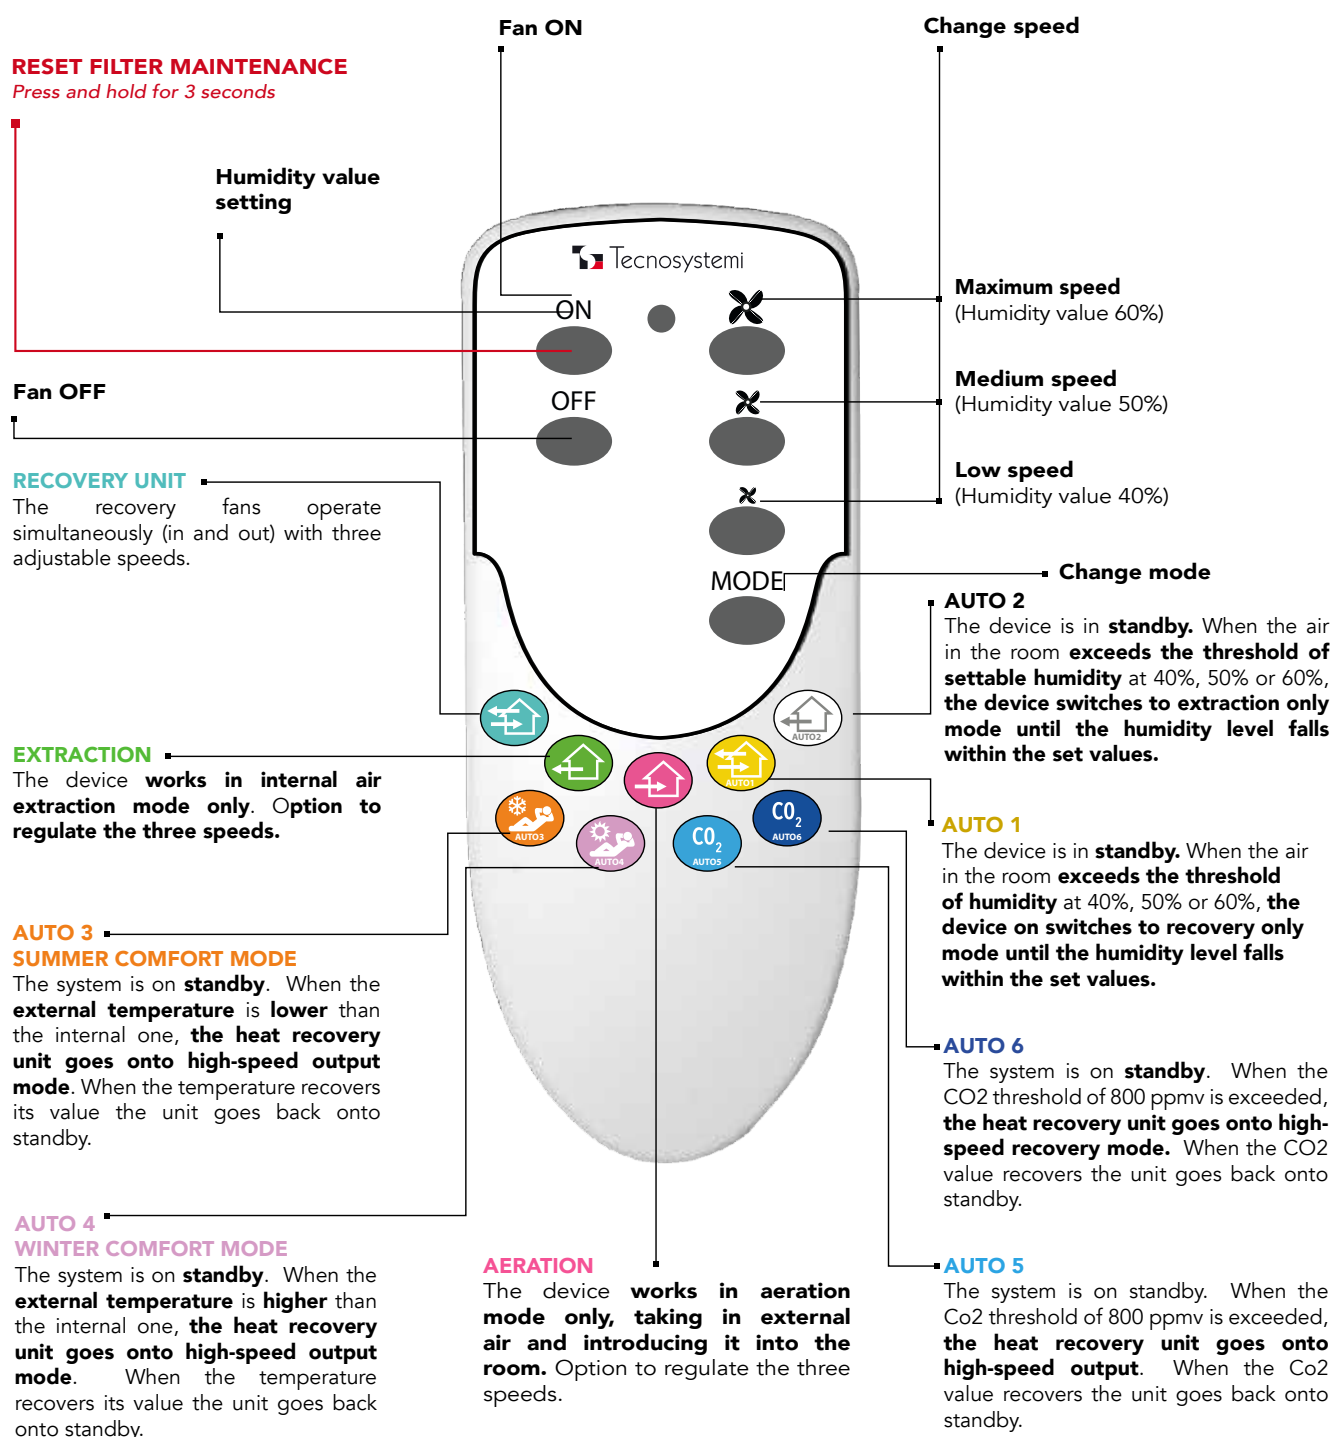 Fan ON
Change speed
RESET FILTER MAINTENANCE
Press and hold for 3 seconds
Humidity value
setting
Tecnosystemi
ON
Maximum speed
(Humidity value 60%)
Fan OFF
OFF
Medium speed
(Humidity value 50%)
Low speed
(Humidity value 40%)
RECOVERY UNIT
The recovery fans operate
simultaneously (in and out) with three
adjustable speeds.
MODE
Change mode
AUTO 2
The device is in standby. When the air
in the room exceeds the threshold of
settable humidity at 40%, 50% or 60%,
the device switches to extraction only
mode until the humidity level falls
within the set values.
AUTO2
EXTRACTION
The device works in internal air
extraction mode only. Option to
regulate the three speeds.
AUTO1
AUTO3
AUTO4
CO2
AUTO5
CO2
AUTO6
AUTO 1
The device is in standby. When the air
in the room exceeds the threshold
of humidity at 40%, 50% or 60%, the
device on switches to recovery only
mode until the humidity level falls
within the set values.
AUTO 3
SUMMER COMFORT MODE
The system is on standby. When the
external temperature is lower than
the internal one, the heat recovery
unit goes onto high-speed output
mode. When the temperature recovers
its value the unit goes back onto
standby.
AUTO 6
The system is on standby. When the
CO2 threshold of 800 ppmv is exceeded,
the heat recovery unit goes onto high-
speed recovery mode. When the CO2
value recovers the unit goes back onto
standby.
AUTO 4
WINTER COMFORT MODE
The system is on standby. When the
external temperature is higher than
the internal one, the heat recovery
unit goes onto high-speed output
mode. When the temperature
recovers its value the unit goes back
onto standby.
AERATION
The device works in aeration
mode only, taking in external
air and introducing it into the
room. Option to regulate the three
speeds.
AUTO 5
The system is on standby. When the
Co2 threshold of 800 ppmv is exceeded,
the heat recovery unit goes onto
high-speed output. When the Co2
value recovers the unit goes back onto
standby.